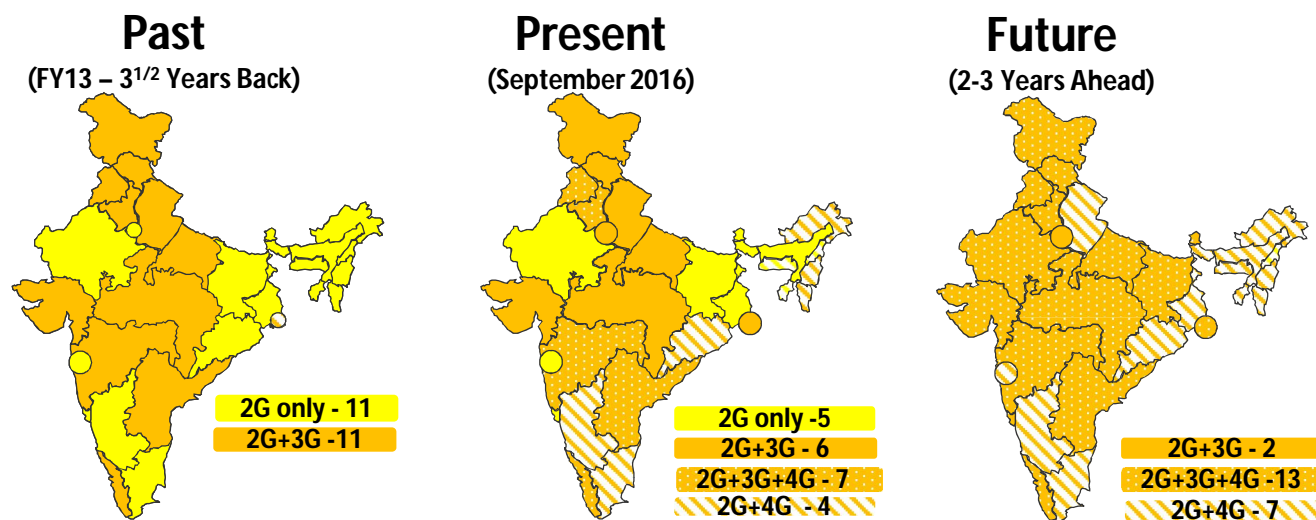 Past
(FY13 – 3 1/2 Years Back)
2G only - 11
2G+3G -11
Present
(September 2016)
2G only -5
2G+3G - 6
2G+3G+4G - 7
2G+4G - 4
Future
(2-3 Years Ahead)
2G+3G - 2
2G+3G+4G -13
2G+4G - 7